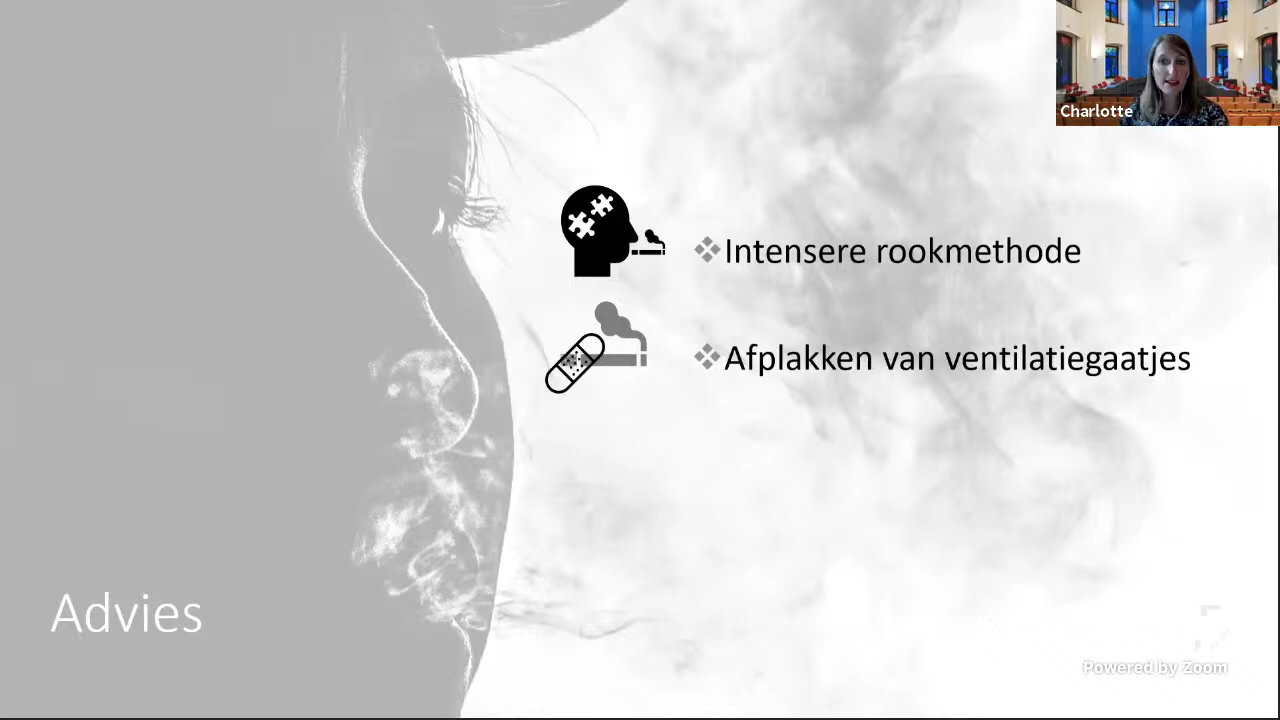 Charlotte
Intensere rookmethode
Afplakken van ventilatiegaatjes
Advies
Powered by Zoom